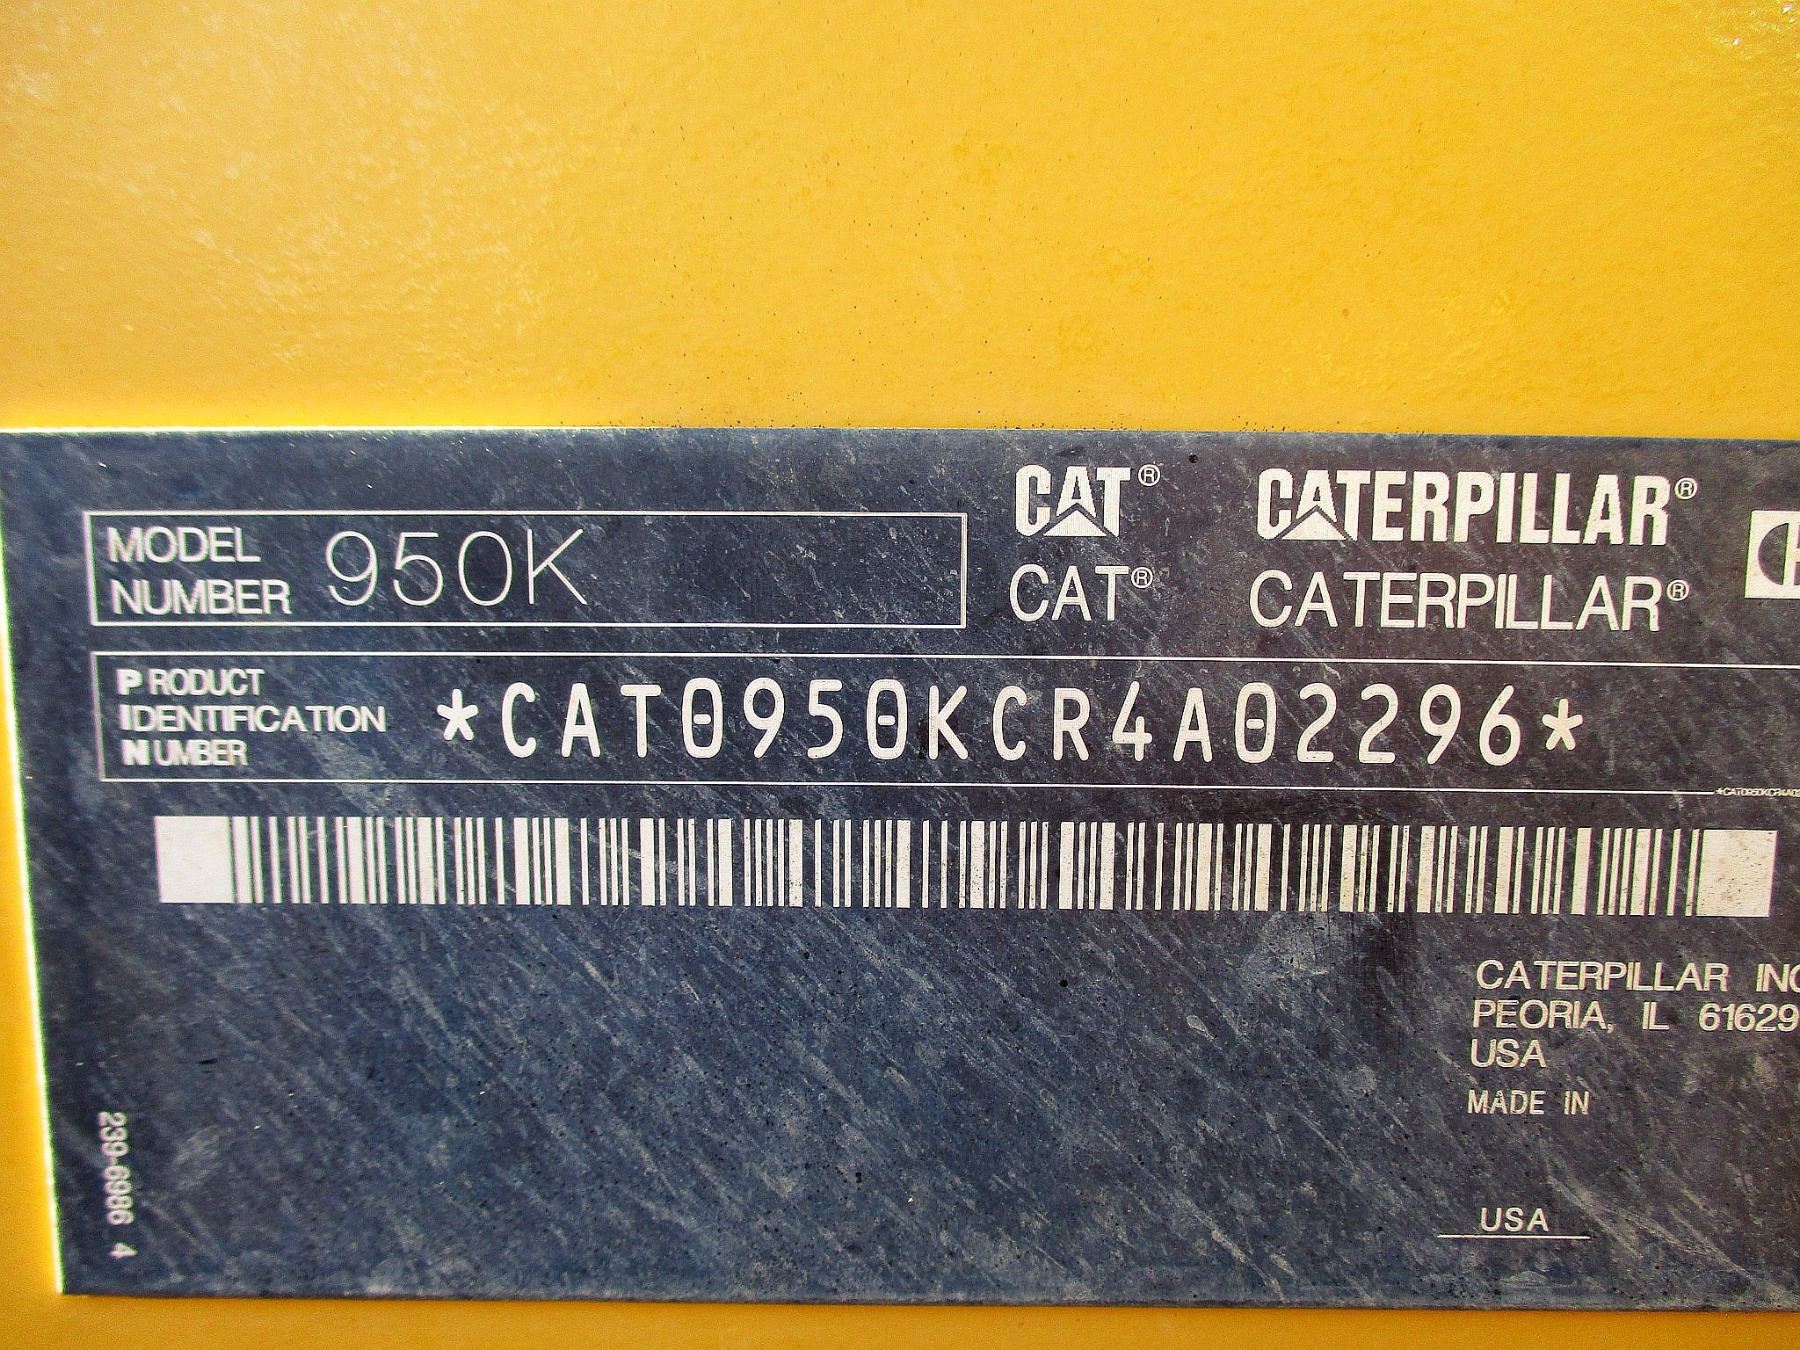 MODEL NUMBER 950K
CAT® CATERPILLAR®
CAT® CATERPILLAR®
PRODUCT
IDENTIFICATION
NUMBER
*CAT0950KCR4A02296*
*CAT0950KCR4A02
CATERPILLAR INC
PEORIA, IL 61629
USA
MADE IN
USA
239-6986 4